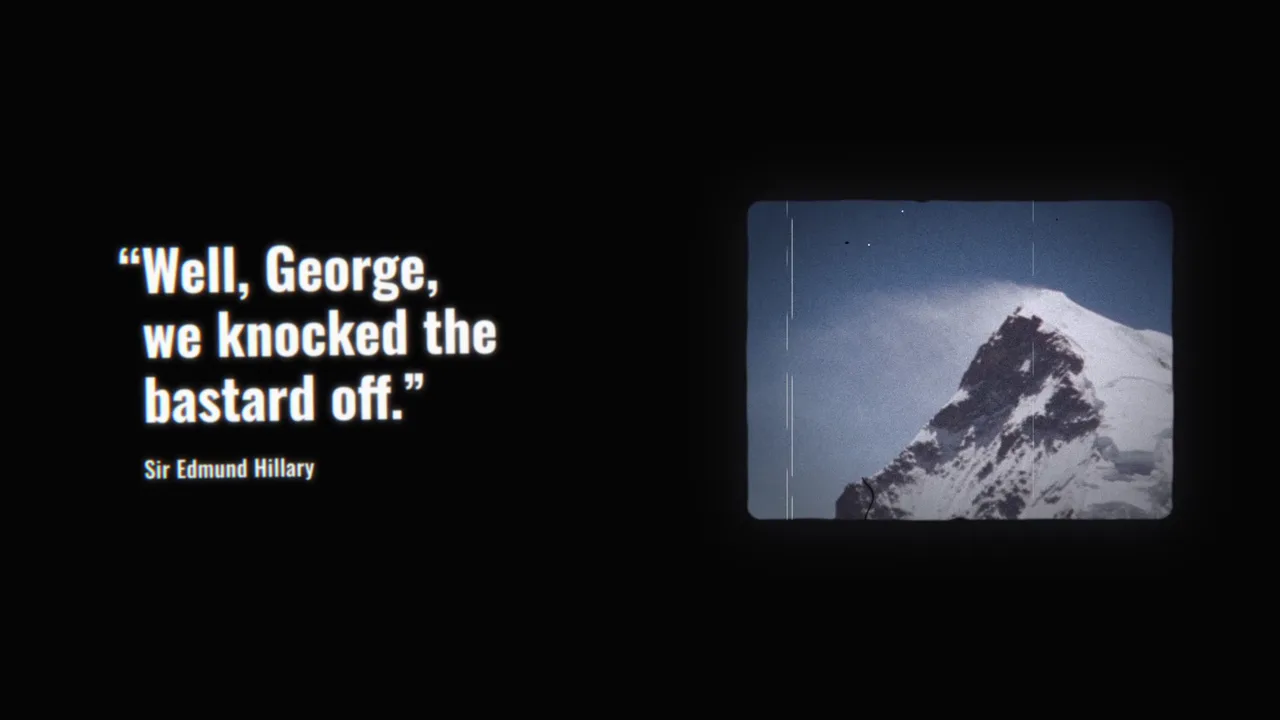 “Well, George,
we knocked the
bastard off.”
Sir Edmund Hillary